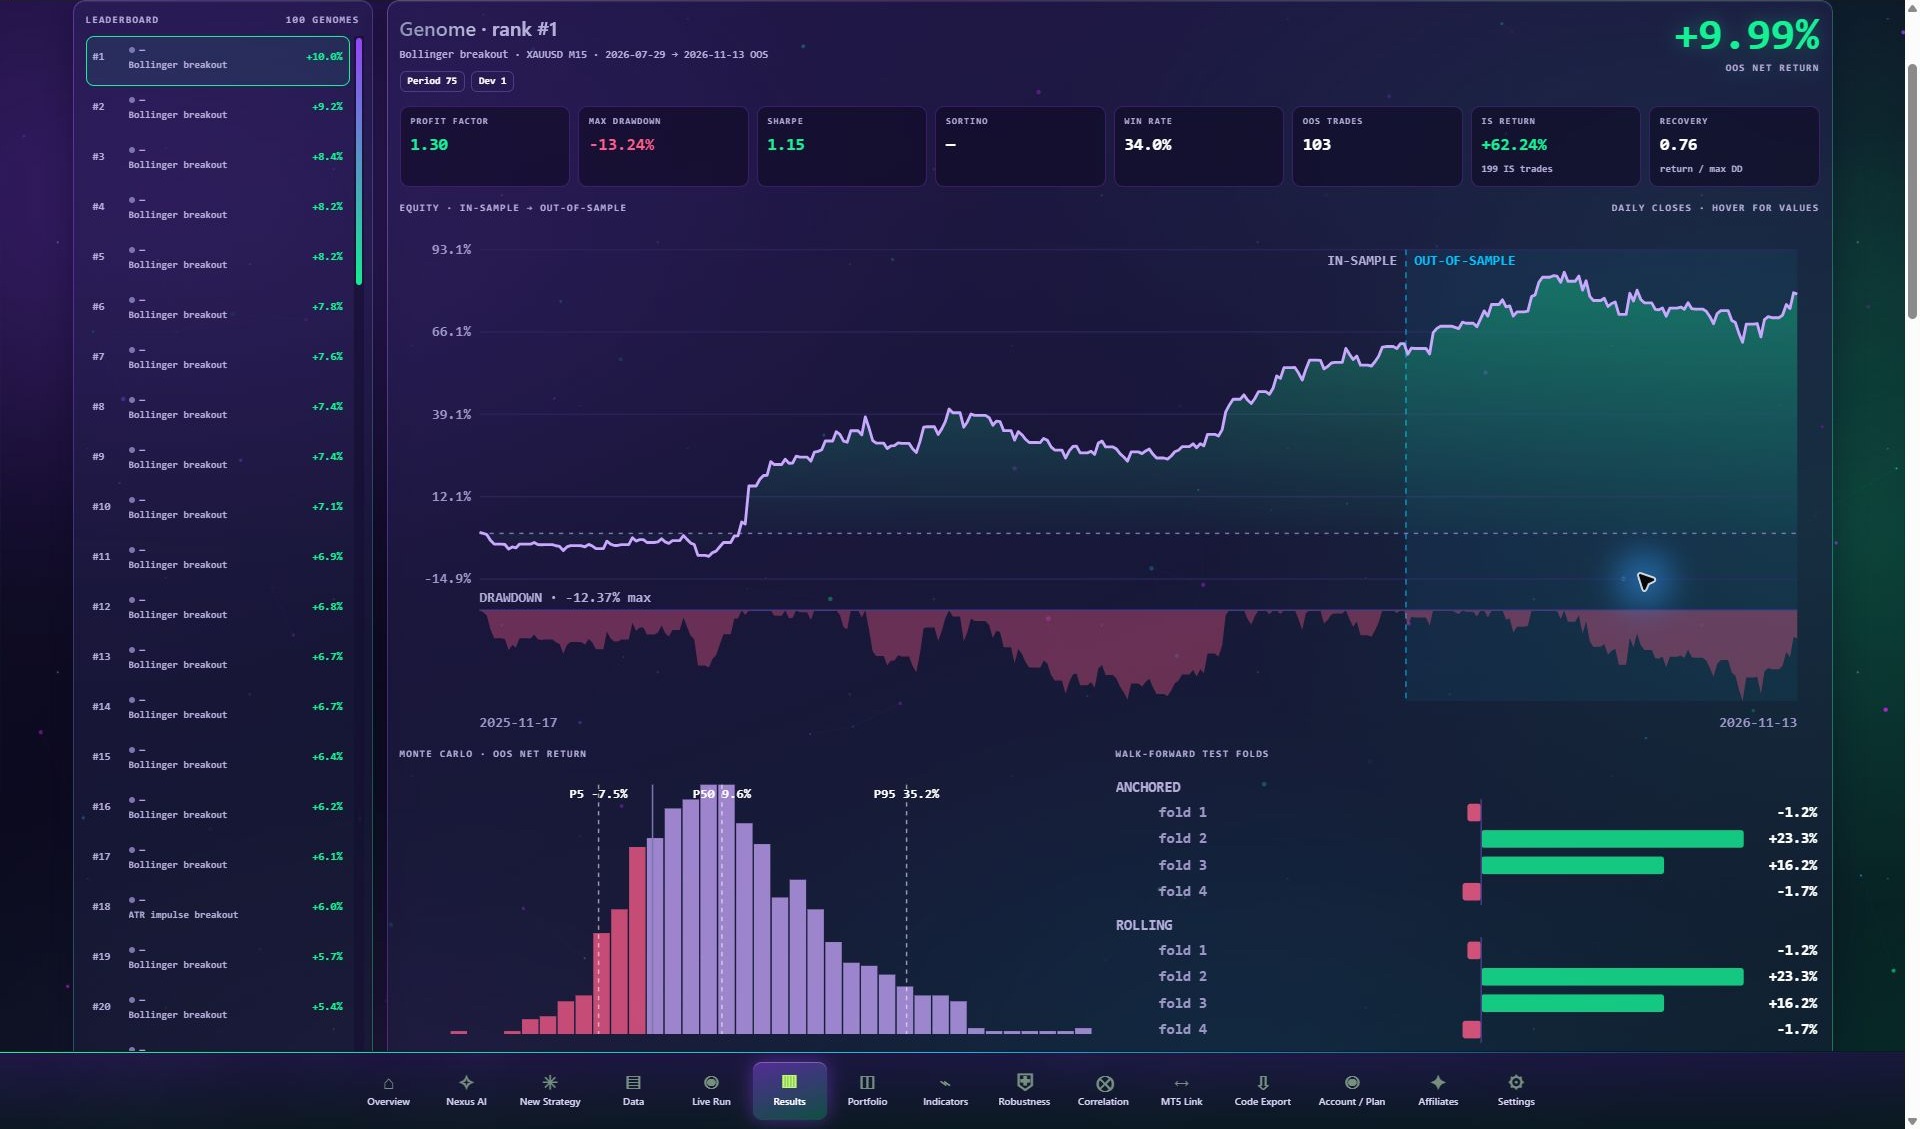 LEADERBOARD
100 GENOMES
#1
—
Bollinger breakout
+10.0%
#2
—
Bollinger breakout
+9.2%
#3
—
Bollinger breakout
+8.4%
#4
—
Bollinger breakout
+8.2%
#5
—
Bollinger breakout
+8.2%
#6
—
Bollinger breakout
+7.8%
#7
—
Bollinger breakout
+7.6%
#8
—
Bollinger breakout
+7.4%
#9
—
Bollinger breakout
+7.4%
#10
—
Bollinger breakout
+7.1%
#11
—
Bollinger breakout
+6.9%
#12
—
Bollinger breakout
+6.8%
#13
—
Bollinger breakout
+6.7%
#14
—
Bollinger breakout
+6.7%
#15
—
Bollinger breakout
+6.4%
#16
—
Bollinger breakout
+6.2%
#17
—
Bollinger breakout
+6.1%
#18
—
ATR impulse breakout
+6.0%
#19
—
Bollinger breakout
+5.7%
#20
—
Bollinger breakout
+5.4%
Genome · rank #1
Bollinger breakout · XAUUSD M15 · 2026-07-29 → 2026-11-13 OOS
Period 75
Dev 1
+9.99%
OOS NET RETURN
PROFIT FACTOR
1.30
MAX DRAWDOWN
-13.24%
SHARPE
1.15
SORTINO
—
WIN RATE
34.0%
OOS TRADES
103
IS RETURN
+62.24%
199 IS trades
RECOVERY
0.76
return / max DD
EQUITY · IN-SAMPLE → OUT-OF-SAMPLE
DAILY CLOSES · HOVER FOR VALUES
93.1%
66.1%
39.1%
12.1%
-14.9%
IN-SAMPLE
OUT-OF-SAMPLE
DRAWDOWN · -12.37% max
2025-11-17
2026-11-13
MONTE CARLO · OOS NET RETURN
P5 -7.5%
P50 9.6%
P95 35.2%
WALK-FORWARD TEST FOLDS
ANCHORED
fold 1
-1.2%
fold 2
+23.3%
fold 3
+16.2%
fold 4
-1.7%
ROLLING
fold 1
-1.2%
fold 2
+23.3%
fold 3
+16.2%
fold 4
-1.7%
Overview
Nexus AI
New Strategy
Data
Live Run
Results
Portfolio
Indicators
Robustness
Correlation
MT5 Link
Code Export
Account / Plan
Affiliates
Settings